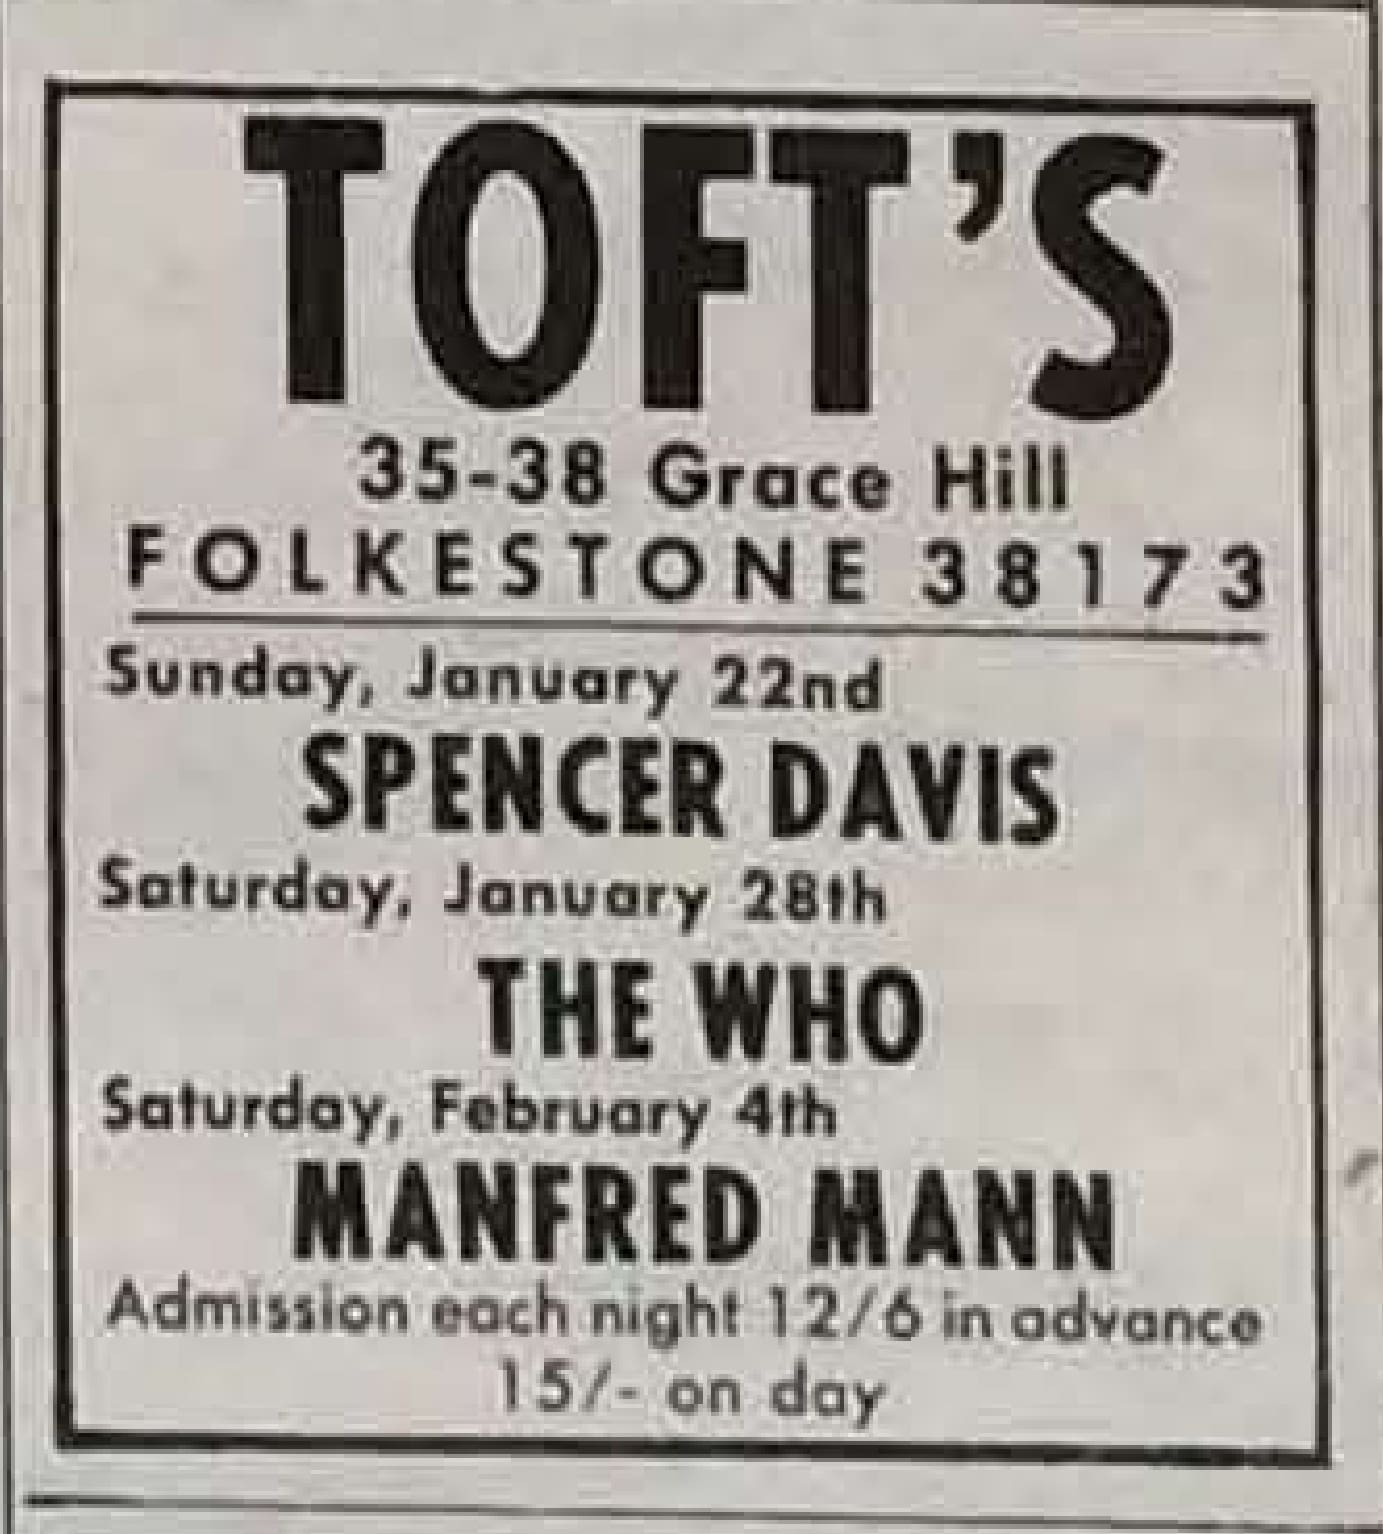 TOFT'S
35-38 Grace Hill
FOLKESTONE 38173
Sunday, January 22nd
SPENCER DAVIS
Saturday, January 28th
THE WHO
Saturday, February 4th
MANFRED MANN
Admission each night 12/6 in advance
15/- on day